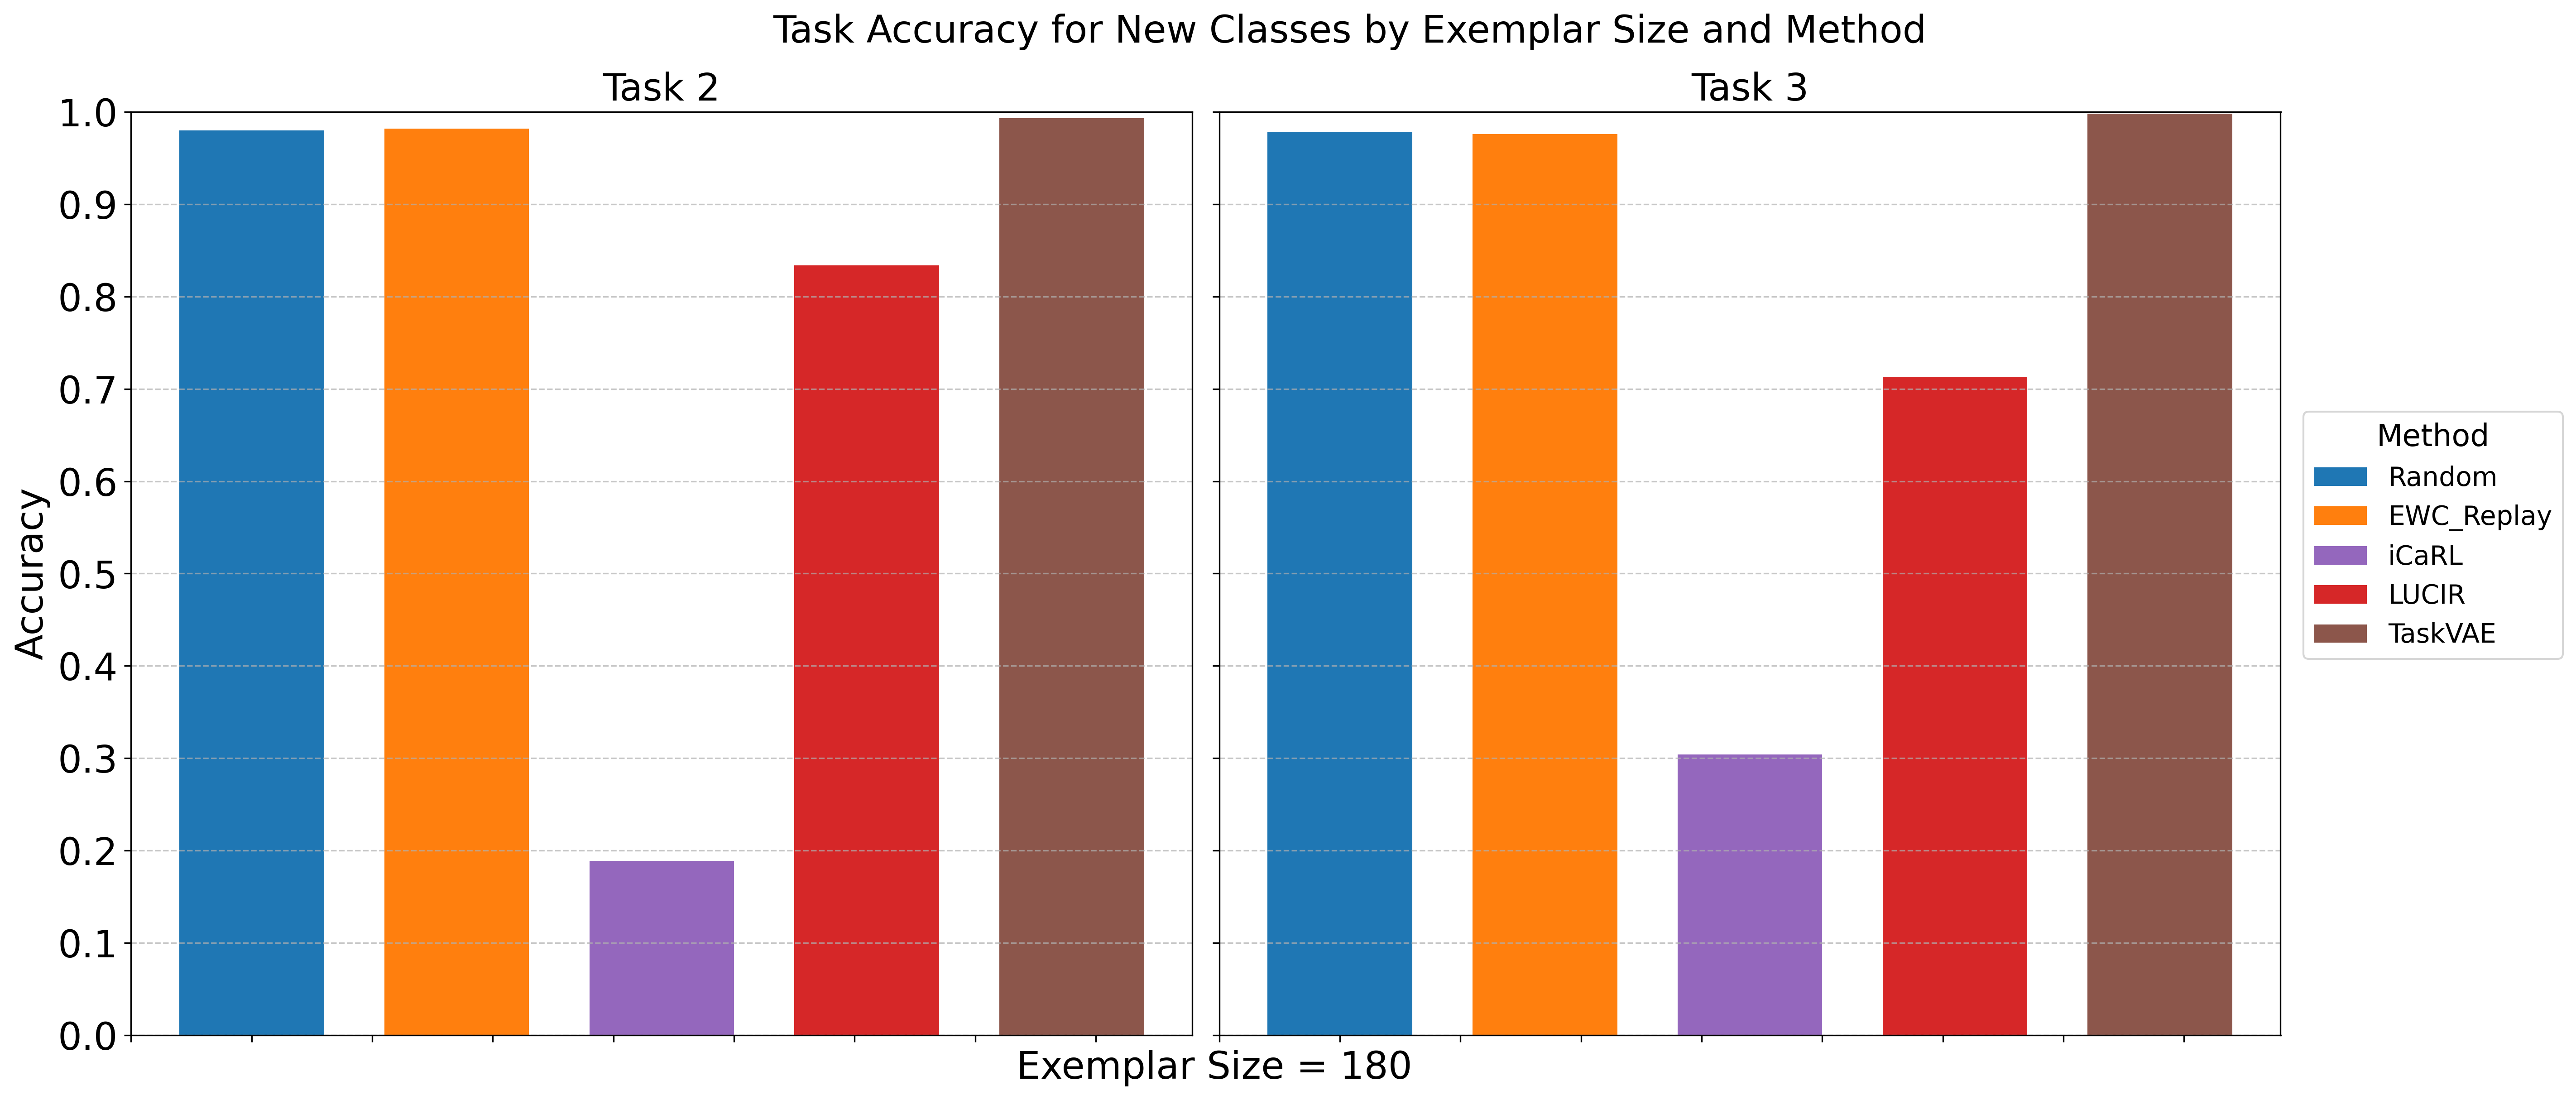 Task Accuracy for New Classes by Exemplar Size and Method
Task 2
Task 3
Accuracy
1.0
0.9
0.8
0.7
0.6
0.5
0.4
0.3
0.2
0.1
0.0
Exemplar Size = 180
Method
Random
EWC_Replay
iCaRL
LUCIR
TaskVAE